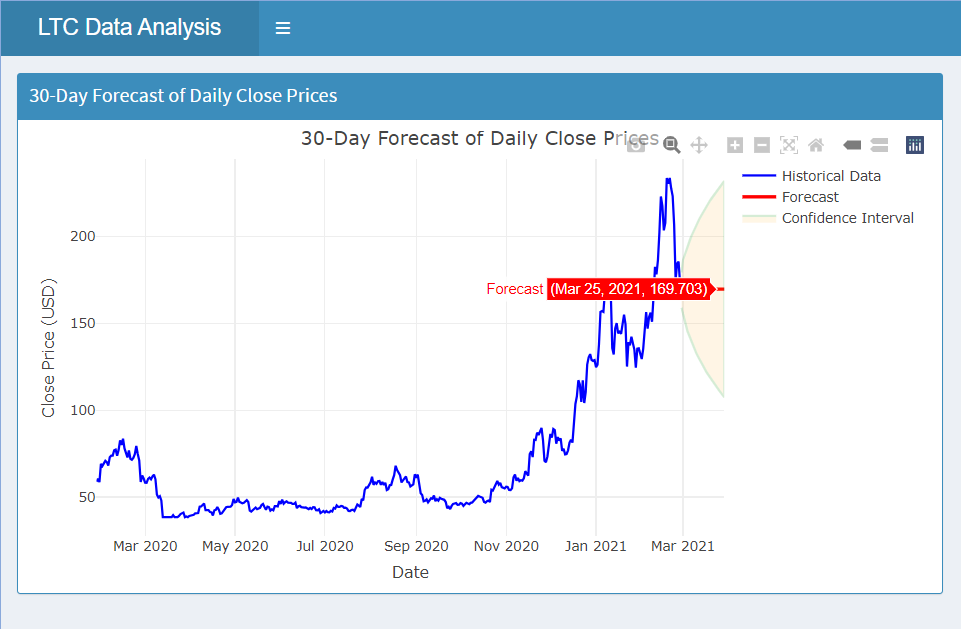 LTC Data Analysis
30-Day Forecast of Daily Close Prices
30-Day Forecast of Daily Close Prices
Historical Data
Forecast
Confidence Interval
Close Price (USD)
200
150
100
50
Forecast (Mar 25, 2021, 169.703)
Mar 2020 May 2020 Jul 2020 Sep 2020 Nov 2020 Jan 2021 Mar 2021
Date